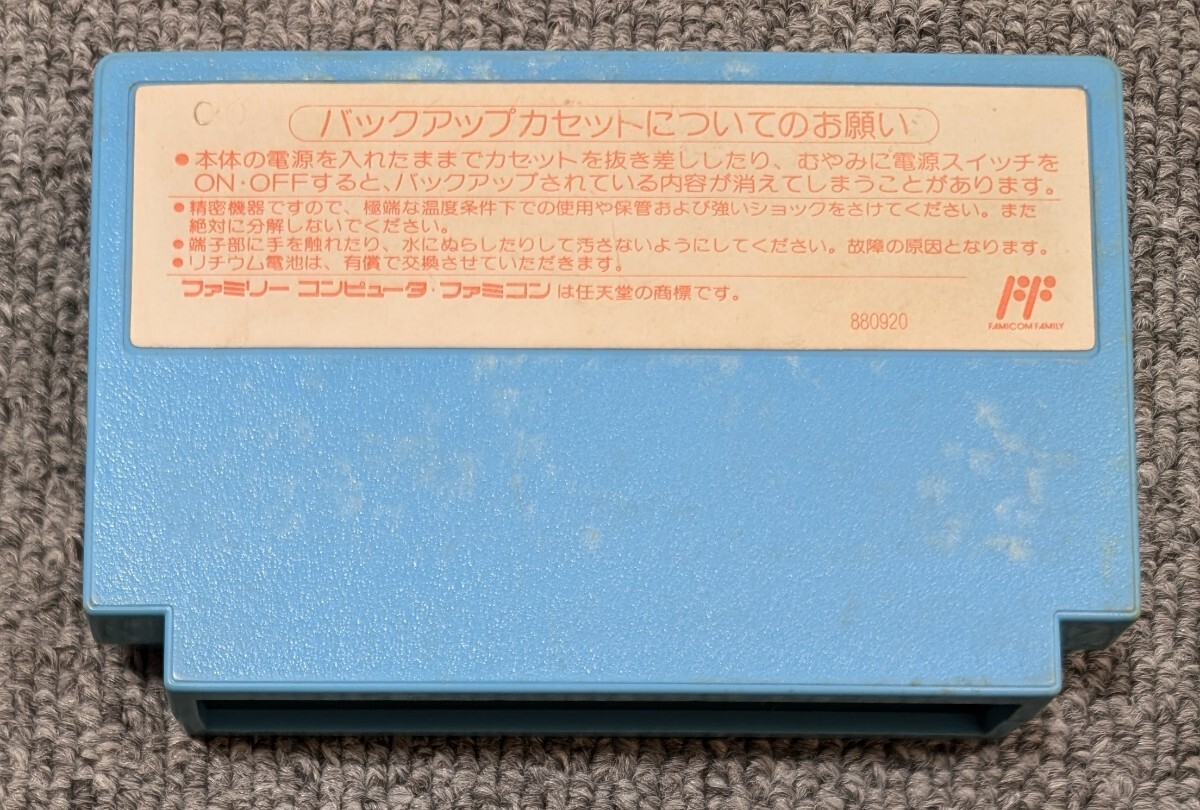 バックアップカセットについてのお願い
●本体の電源を入れたままでカセットを抜き差ししたり、むやみに電源スイッチを
ON・OFFすると、バックアップされている内容が消えてしまうことがあります。
●精密機器ですので、極端な温度条件下での使用や保管および強いショックをさけてください。また
絶対に分解しないでください。
●端子部に手を触れたり、水にぬらしたりして汚さないようにしてください。故障の原因となります。
●リチウム電池は、有償で交換させていただきます。
ファミリーコンピュータ・ファミコンは任天堂の商標です。
880920
FAMICOM FAMILY